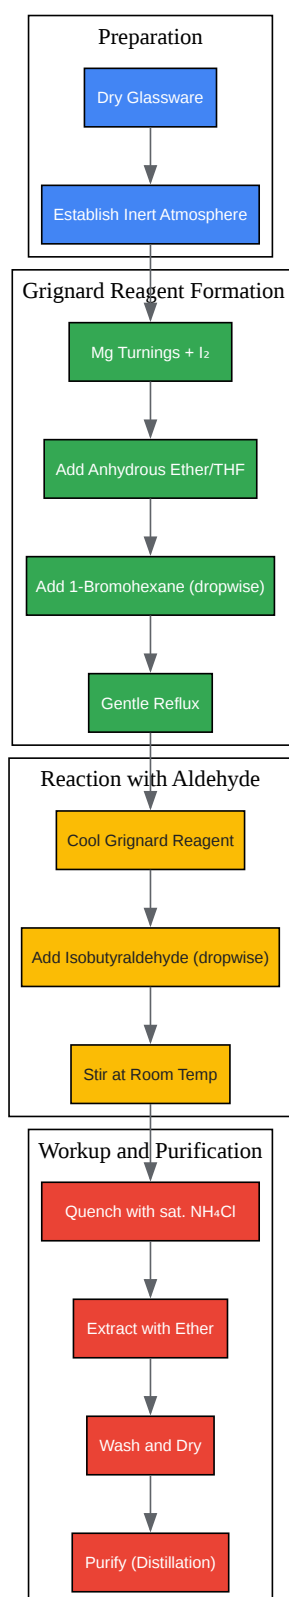 Preparation
Dry Glassware
Establish Inert Atmosphere
Grignard Reagent Formation
Mg Turnings + I₂
Add Anhydrous Ether/THF
Add 1-Bromohexane (dropwise)
Gentle Reflux
Reaction with Aldehyde
Cool Grignard Reagent
Add Isobutyraldehyde (dropwise)
Stir at Room Temp
Workup and Purification
Quench with sat. NH₄Cl
Extract with Ether
Wash and Dry
Purify (Distillation)